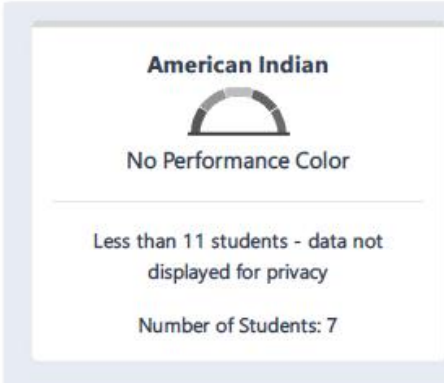 American Indian
No Performance Color
Less than 11 students - data not
displayed for privacy
Number of Students: 7